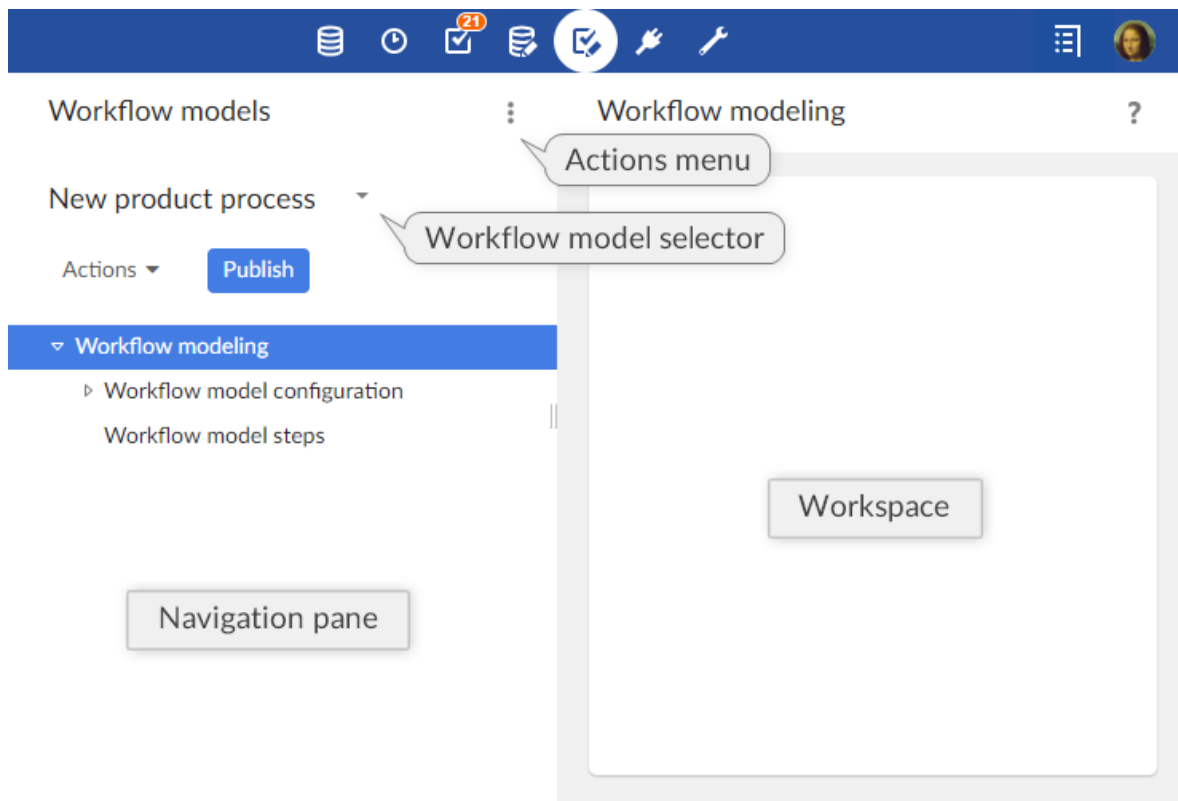 21
Workflow models
Workflow modeling
?
Actions menu
New product process
Workflow model selector
Actions
Publish
Workflow modeling
Workflow model configuration
Workflow model steps
Workspace
Navigation pane